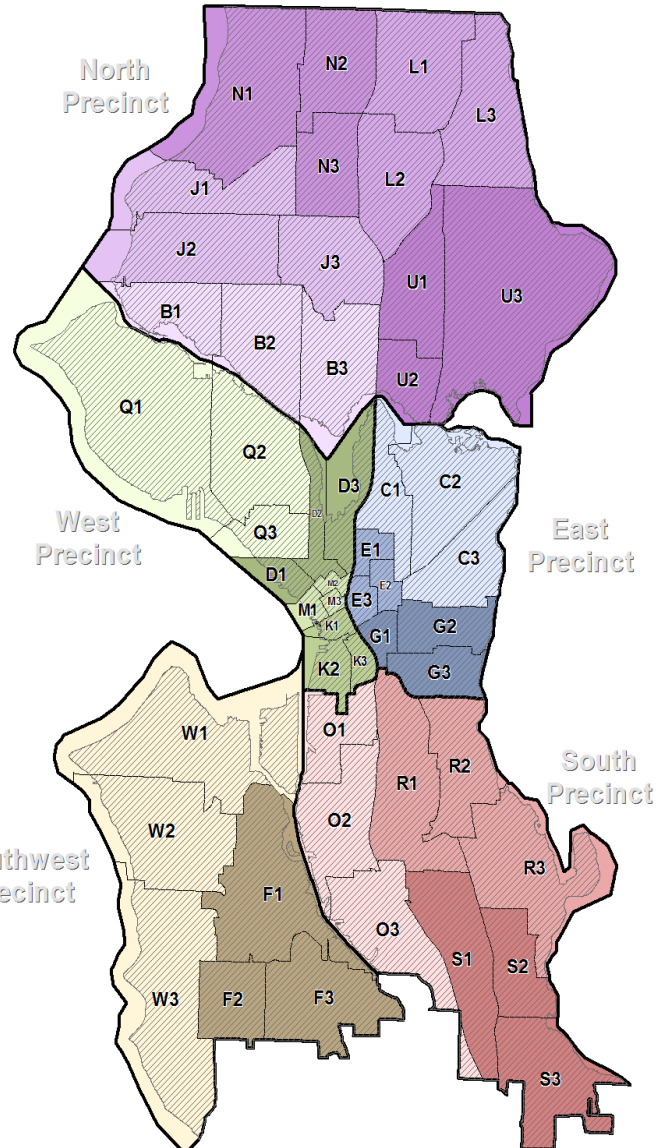 North
Precinct
N1
N2
L1
L3
N3
L2
J1
J2
J3
U1
U3
B1
B2
B3
U2
Q1
Q2
D3
C1
C2
D2
Q3
West
Precinct
East
Precinct
E1
C3
D1
M2
E2
M3
E3
M1
K1
G1
G2
K2
K3
G3
W1
O1
R1
R2
South
Precinct
W2
O2
R3
uthwest
ecinct
F1
O3
S1
S2
W3
F2
F3
S3